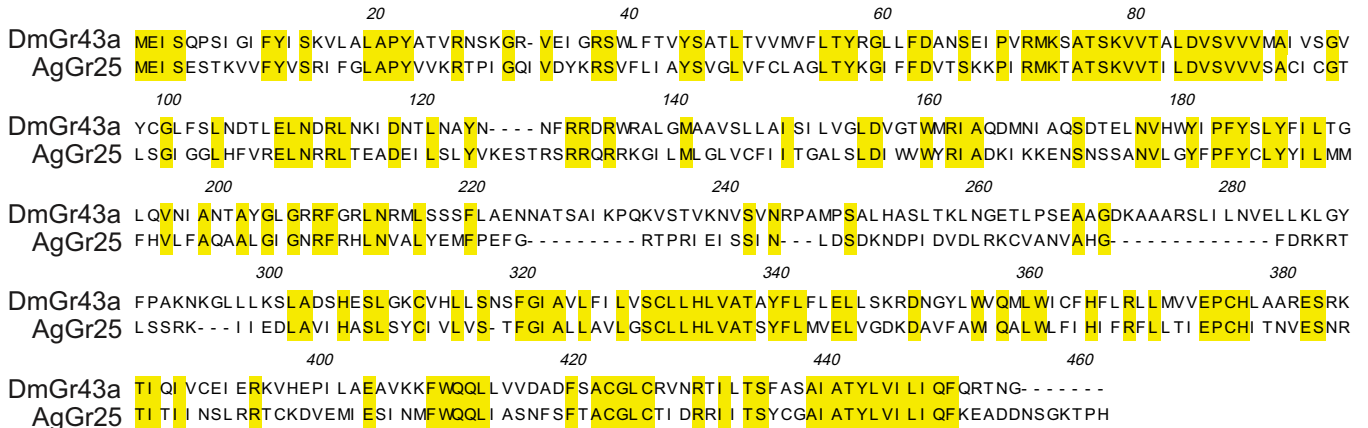 20 40 60 80
DmGr43a MEISQPSIGIFYISKVLALAPYATVRNSKGR-VEIGRSWLFTVYSATLTVVMVFLTYRGLLFDANSEIPVRMKSATSKVVTALDVSVVVMAIVSGV
AgGr25 MEISESTKVVFYVSRIFGLAPYVVKRTPIGQIVDYKRSVFLIAYSVGLVFCLAGLTYKGIFFDVTSKKPIRMKTATSKVVTILDVSVVVSACICGT
100 120 140 160 180
DmGr43a YCGLFSLNDTLELNDRLNKIDNTLNAYN----NFRRDRWRALGMAAVSLLAISILVGLDVGTWMRIAQDMNIAQSDTELNVHWYIPFYSLYFILTG
AgGr25 LSGIGGLHFVRELNRRLTEADEILSLYVKESTRSRRQRRKGILMLGLVCFIITGALSLDIWVWYRIADKIKKENSNSSANVLGYFPFYCLYYILMM
200 220 240 260 280
DmGr43a LQVNIANTAYGLGRRFGRLNRMLSSSFLAENNATSAIKPQKVSTVKNVSVNRPAMPSALHASLTKLNGETLPSEAAGDKAAARSLILNVELLKLGY
AgGr25 FHVLFAQAALGIGNRFRHLNVALYEMFPEFG---------RTPRIEISSIN---LDSDKNDPIDVDLRKCVANVAHG------------FDRKRT
300 320 340 360 380
DmGr43a FPAKNKGLLLKSLADSHESLGKCVHLLSNSFGIAVLFILVSCLLHLVATAYFLFLELLSKRDNGYLWVQMLWICFHFLRLLMVVEPCHLAARESRK
AgGr25 LSSRK---IIEDLAVIHASLSYCIVLVS-TFGIALLAVLGSCLLHLVATSYFLMVELVGDKDAVFAWIQALWLFIHIFRFLLTIEPCHITNVESNR
400 420 440 460
DmGr43a TIQIVCEIERKVHEPILAEAVKKFWQQLLVVDADFSACGLCRVNRTILTSFASAIATYLVILIQFQRTNG-------
AgGr25 TITIINSLRRTCKDVEMIESINMFWQQLIASNFSFTACGLCTIDRRIITSYCGAIATYLVILIQFKEADDNSGKTPH